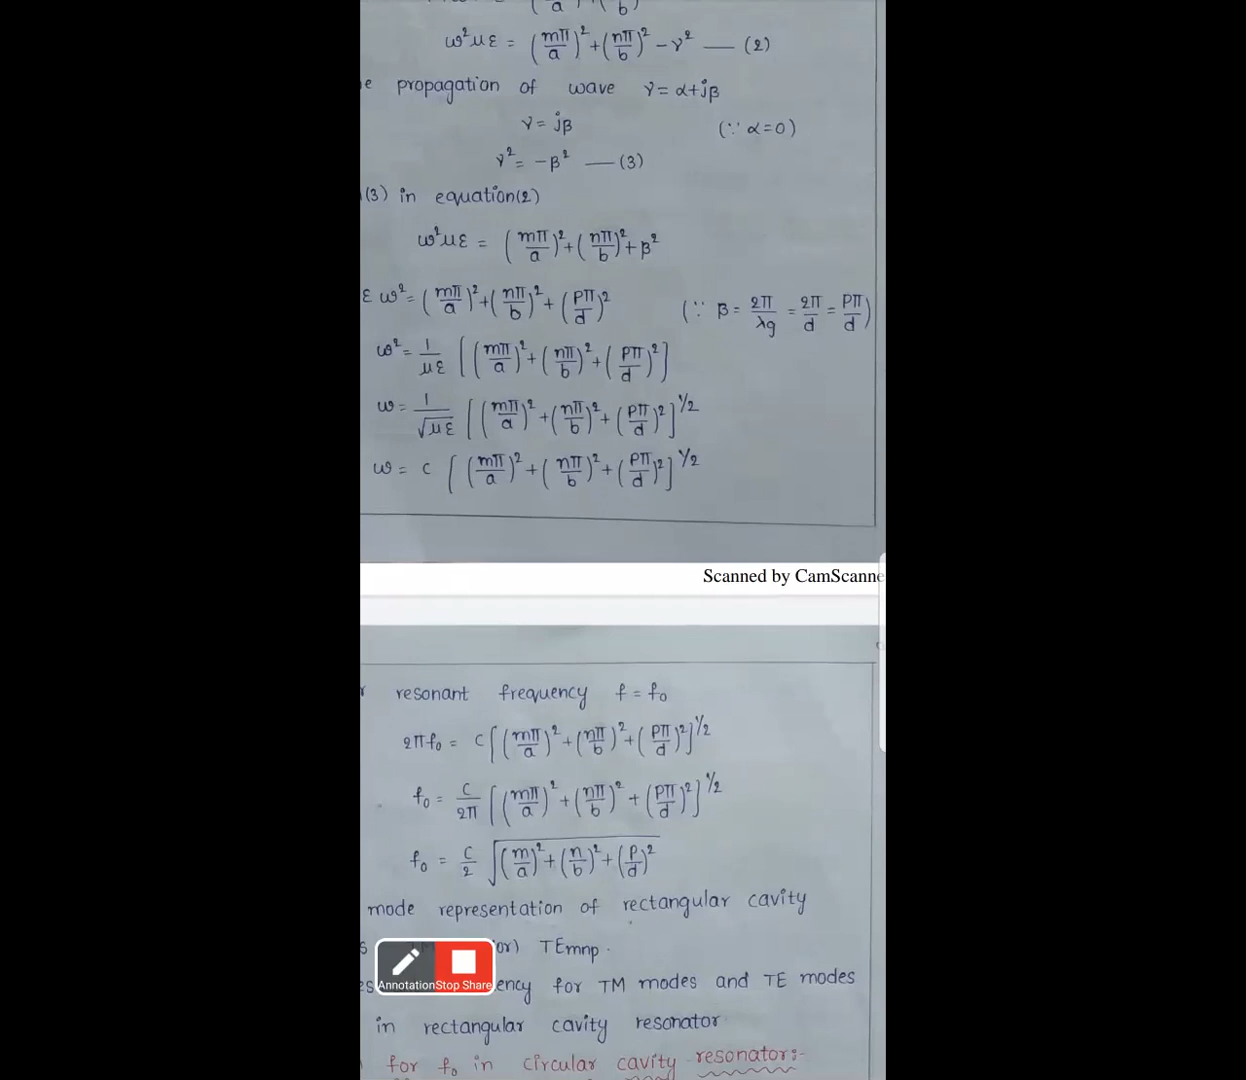 ω²με = (mπ/a)² + (nπ/b)² − γ² — (2)
e propagation of wave γ = α+jβ
γ = jβ (∵ α=0)
γ² = −β² — (3)
(3) in equation(2)
ω²με = (mπ/a)² + (nπ/b)² + β²
ε ω² = (mπ/a)² + (nπ/b)² + (pπ/d)² (∵ β = 2π/λg = 2π/d = pπ/d)
ω² = 1/με [(mπ/a)² + (nπ/b)² + (pπ/d)²]
ω = 1/√με [(mπ/a)² + (nπ/b)² + (pπ/d)²]^1/2
ω = c [(mπ/a)² + (nπ/b)² + (pπ/d)²]^1/2
Scanned by CamScanne
resonant frequency f = f₀
2πf₀ = c[(mπ/a)² + (nπ/b)² + (pπ/d)²]^1/2
f₀ = c/2π [(mπ/a)² + (nπ/b)² + (pπ/d)²]^1/2
f₀ = c/2 √(m/a)² + (n/b)² + (p/d)²
mode representation of rectangular cavity
or) TEmnp.
ency for TM modes and TE modes
Annotation Stop Share
in rectangular cavity resonator
for f₀ in circular cavity resonator:-